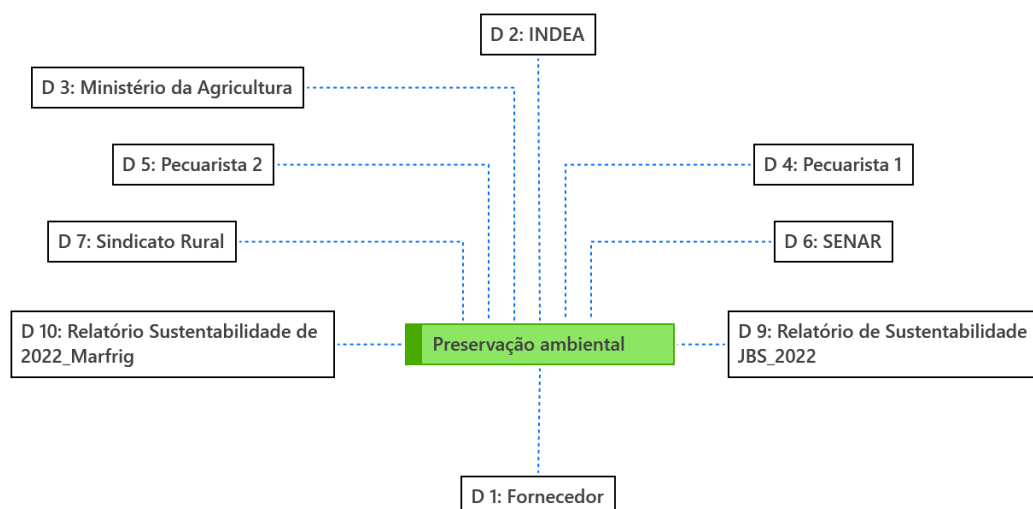 D 2: INDEA
D 3: Ministério da Agricultura
D 5: Pecuarista 2
D 4: Pecuarista 1
D 7: Sindicato Rural
D 6: SENAR
D 10: Relatório Sustentabilidade de
2022_Marfrig
Preservação ambiental
D 9: Relatório de Sustentabilidade
JBS_2022
D 1: Fornecedor